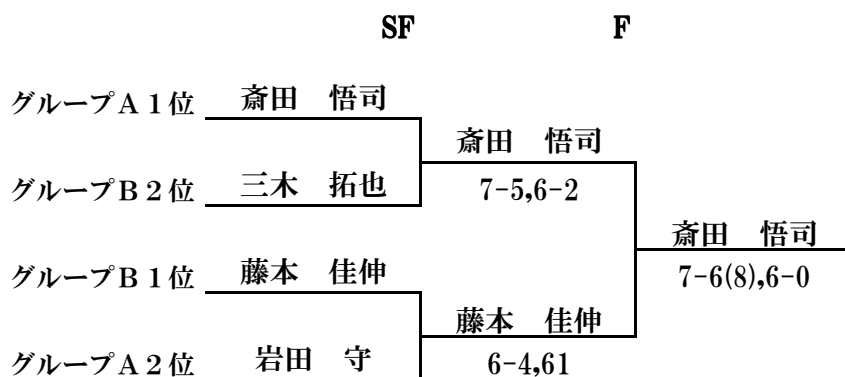 SF F
グループA 1位 斎田 悟司
斎田 悟司
グループB 2位 三木 拓也 7-5,6-2
斎田 悟司
グループB 1位 藤本 佳伸 7-6(8),6-0
藤本 佳伸
グループA 2位 岩田 守 6-4,61